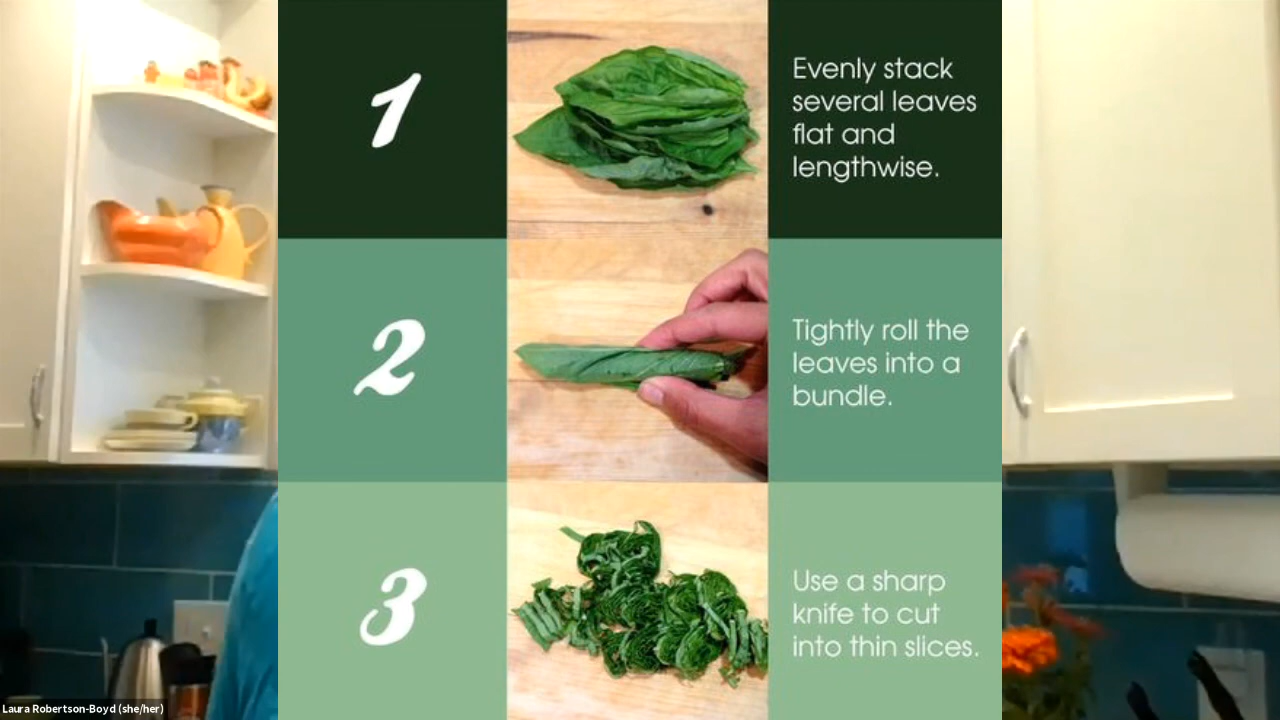 1
Evenly stack
several leaves
flat and
lengthwise.
2
Tightly roll the
leaves into a
bundle.
3
Use a sharp
knife to cut
into thin slices.
Laura Robertson-Boyd (she/her)